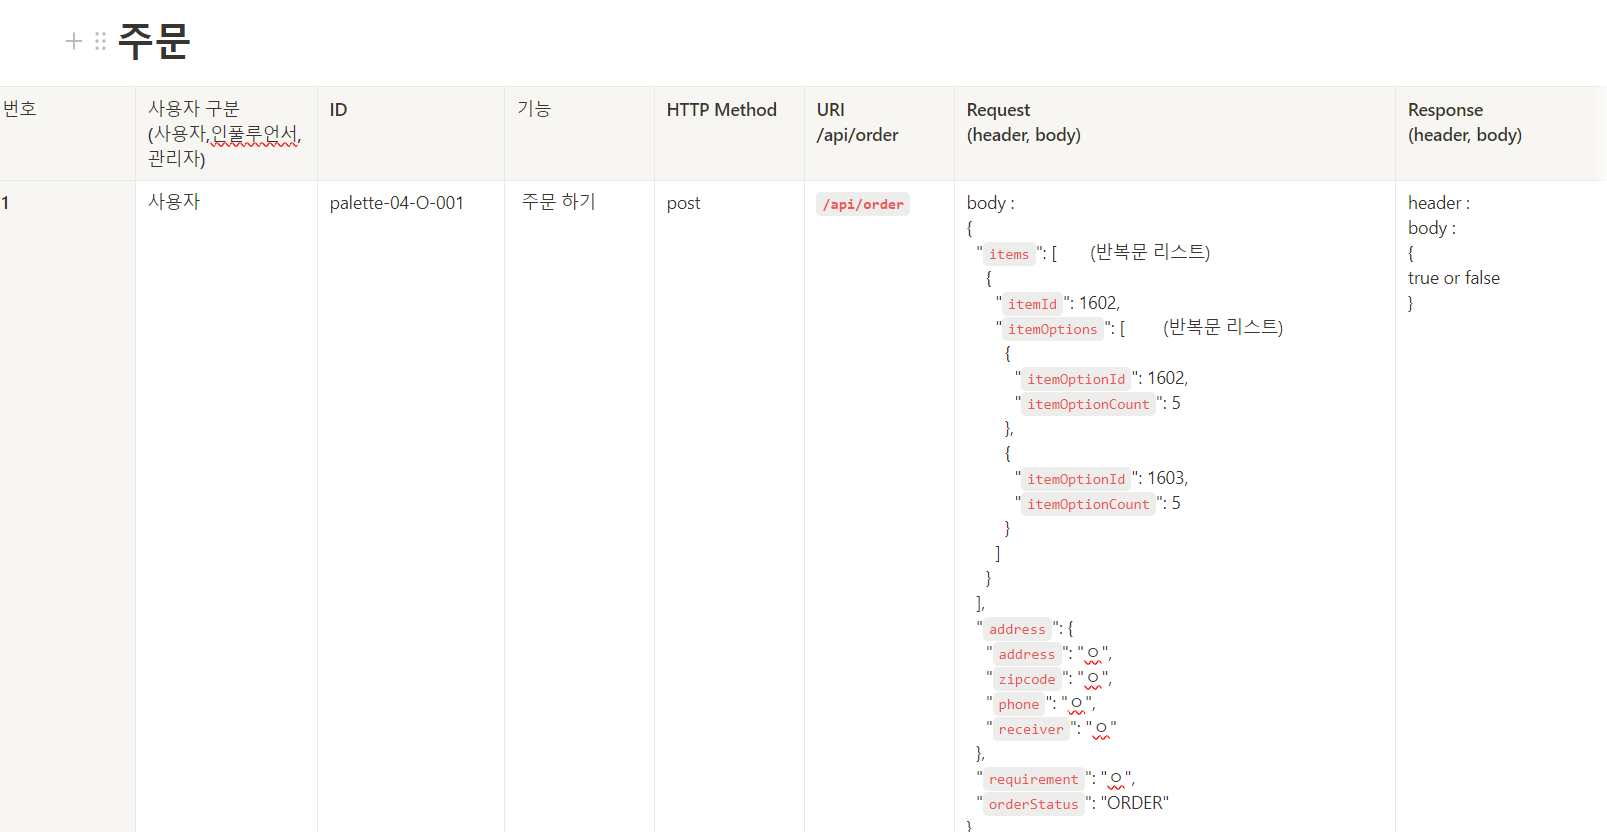 주문
번호
사용자 구분
(사용자,인풀루언서,
관리자)
ID
기능
HTTP Method
URI
/api/order
Request
(header, body)
Response
(header, body)
1
사용자
palette-04-O-001
주문 하기
post
/api/order
body :
{
"items": [ (반복문 리스트)
{
"itemId": 1602,
"itemOptions": [ (반복문 리스트)
{
"itemOptionId": 1602,
"itemOptionCount": 5
},
{
"itemOptionId": 1603,
"itemOptionCount": 5
}
]
}
],
"address": {
"address": "ㅇ",
"zipcode": "ㅇ",
"phone": "ㅇ",
"receiver": "ㅇ"
},
"requirement": "ㅇ",
"orderStatus": "ORDER"
}
header :
body :
{
true or false
}